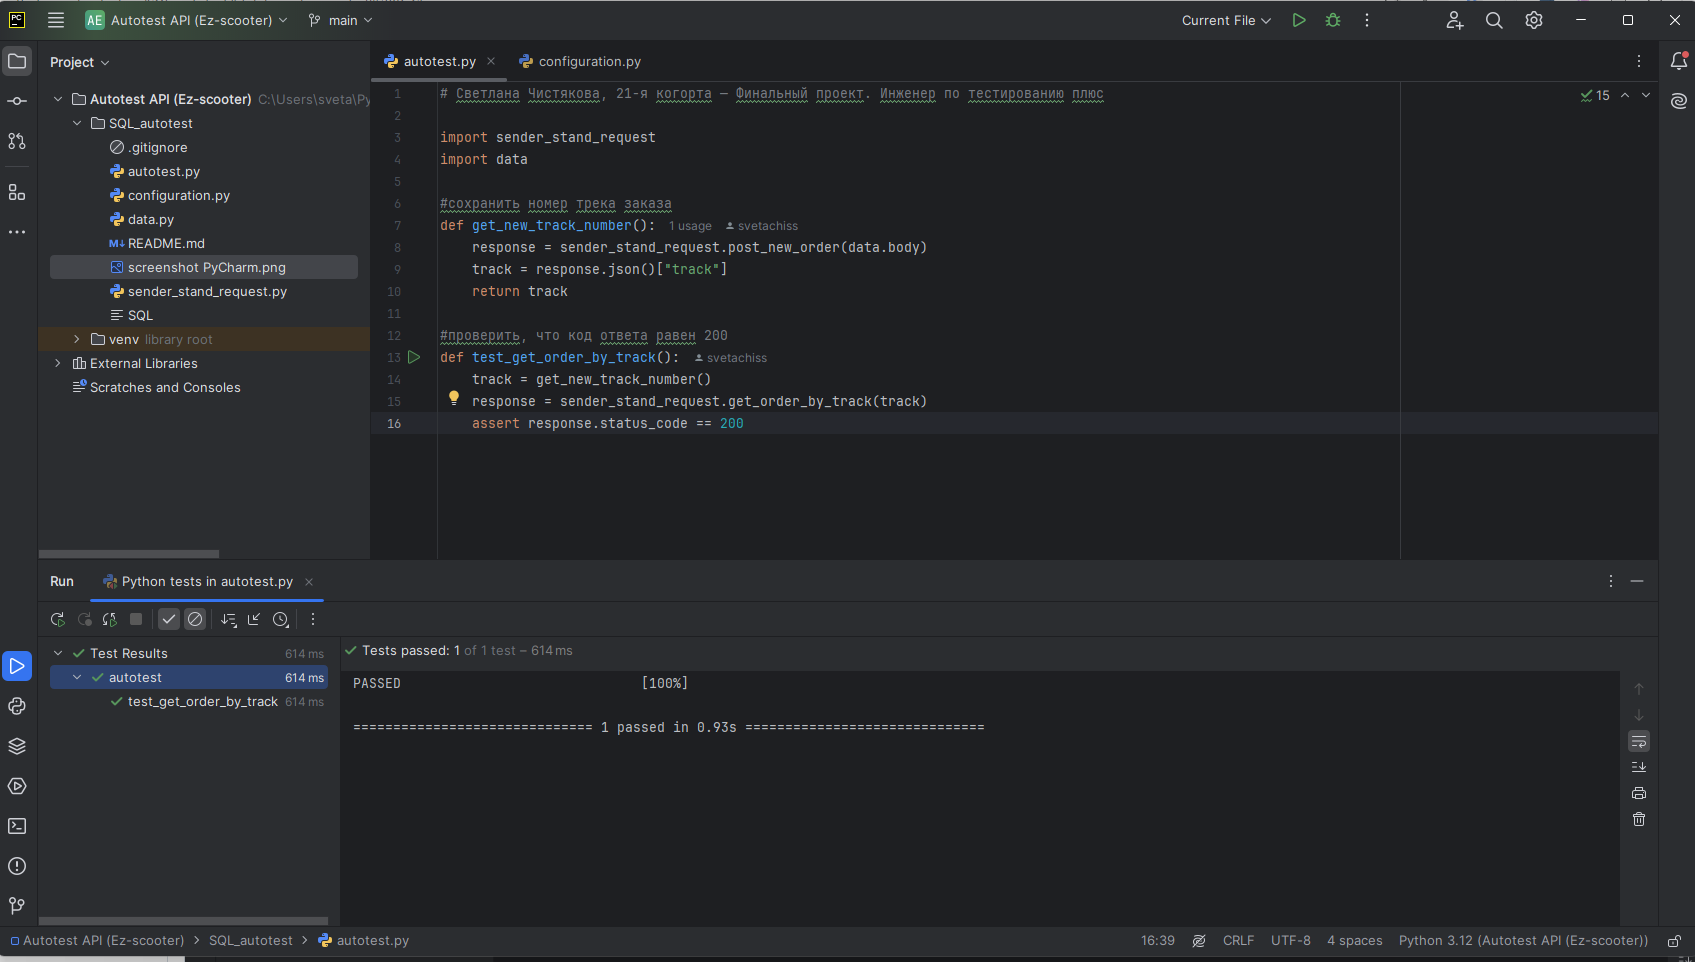 PC
AE Autotest API (Ez-scooter) main Current File
Project
autotest.py configuration.py
Autotest API (Ez-scooter) C:\Users\sveta\Py
SQL_autotest
.gitignore
autotest.py
configuration.py
data.py
M↓ README.md
screenshot PyCharm.png
sender_stand_request.py
SQL
venv library root
External Libraries
Scratches and Consoles
15
1 # Светлана Чистякова, 21-я когорта — Финальный проект. Инженер по тестированию плюс
2
3 import sender_stand_request
4 import data
5
6 #сохранить номер трека заказа
7 def get_new_track_number(): 1 usage svetachiss
8 response = sender_stand_request.post_new_order(data.body)
9 track = response.json()["track"]
10 return track
11
12 #проверить, что код ответа равен 200
13 def test_get_order_by_track(): svetachiss
14 track = get_new_track_number()
15 response = sender_stand_request.get_order_by_track(track)
16 assert response.status_code == 200
Run Python tests in autotest.py
Test Results 614 ms
autotest 614 ms
test_get_order_by_track 614 ms
Tests passed: 1 of 1 test – 614 ms
PASSED [100%]
============================== 1 passed in 0.93s ==============================
Autotest API (Ez-scooter) > SQL_autotest > autotest.py 16:39 CRLF UTF-8 4 spaces Python 3.12 (Autotest API (Ez-scooter))